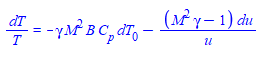 dT/T = -γ M² B C_p dT₀ - (M² γ - 1) du / u